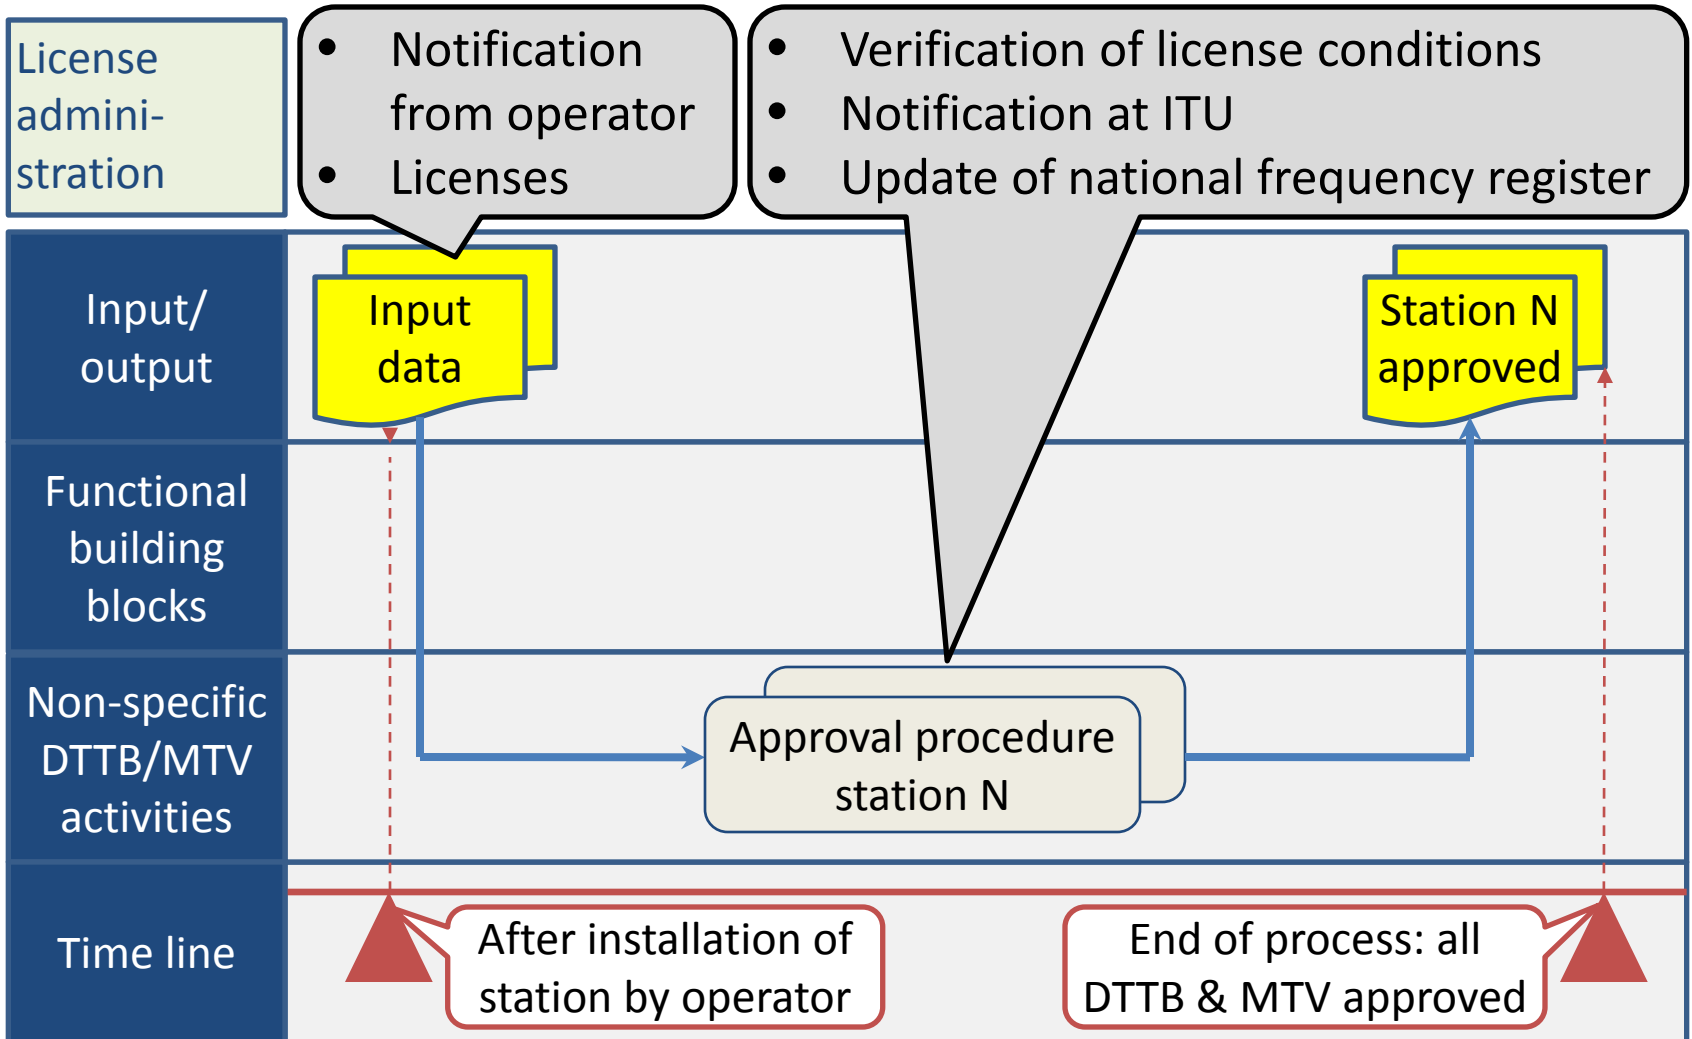 License
admini-
stration
• Notification
from operator
• Licenses
• Verification of license conditions
• Notification at ITU
• Update of national frequency register
Input/
output
Input
data
Station N
approved
Functional
building
blocks
Non-specific
DTTB/MTV
activities
Approval procedure
station N
Time line
After installation of
station by operator
End of process: all
DTTB & MTV approved